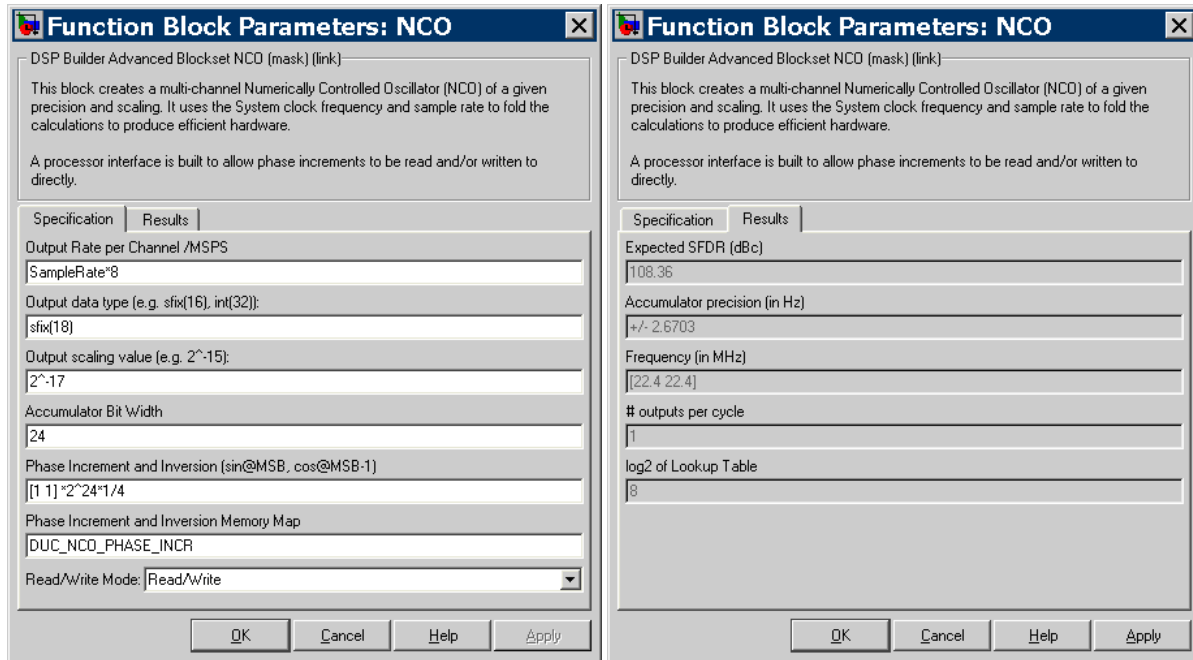 Function Block Parameters: NCO
DSP Builder Advanced Blockset NCO (mask) (link)
This block creates a multi-channel Numerically Controlled Oscillator (NCO) of a given
precision and scaling. It uses the System clock frequency and sample rate to fold the
calculations to produce efficient hardware.
A processor interface is built to allow phase increments to be read and/or written to
directly.
Specification Results
Output Rate per Channel /MSPS
SampleRate*8
Output data type (e.g. sfix(16), int(32)):
sfix(18)
Output scaling value (e.g. 2^-15):
2^-17
Accumulator Bit Width
24
Phase Increment and Inversion (sin@MSB, cos@MSB-1)
[1 1] *2^24*1/4
Phase Increment and Inversion Memory Map
DUC_NCO_PHASE_INCR
Read/Write Mode: Read/Write
OK Cancel Help Apply
Function Block Parameters: NCO
DSP Builder Advanced Blockset NCO (mask) (link)
This block creates a multi-channel Numerically Controlled Oscillator (NCO) of a given
precision and scaling. It uses the System clock frequency and sample rate to fold the
calculations to produce efficient hardware.
A processor interface is built to allow phase increments to be read and/or written to
directly.
Specification Results
Expected SFDR (dBc)
108.36
Accumulator precision (in Hz)
+/- 2.6703
Frequency (in MHz)
[22.4 22.4]
# outputs per cycle
1
log2 of Lookup Table
8
OK Cancel Help Apply